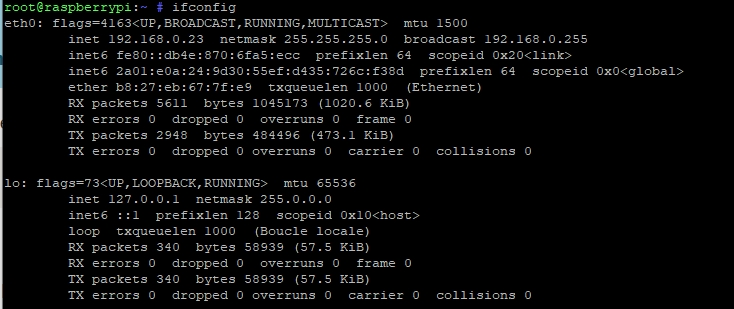 root@raspberrypi:~ # ifconfig
eth0: flags=4163<UP,BROADCAST,RUNNING,MULTICAST>  mtu 1500
        inet 192.168.0.23  netmask 255.255.255.0  broadcast 192.168.0.255
        inet6 fe80::db4e:870:6fa5:ecc  prefixlen 64  scopeid 0x20<link>
        inet6 2a01:e0a:24:9d30:55ef:d435:726c:f38d  prefixlen 64  scopeid 0x0<global>
        ether b8:27:eb:67:7f:e9  txqueuelen 1000  (Ethernet)
        RX packets 5611  bytes 1045173 (1020.6 KiB)
        RX errors 0  dropped 0  overruns 0  frame 0
        TX packets 2948  bytes 484496 (473.1 KiB)
        TX errors 0  dropped 0 overruns 0  carrier 0  collisions 0

lo: flags=73<UP,LOOPBACK,RUNNING>  mtu 65536
        inet 127.0.0.1  netmask 255.0.0.0
        inet6 ::1  prefixlen 128  scopeid 0x10<host>
        loop  txqueuelen 1000  (Boucle locale)
        RX packets 340  bytes 58939 (57.5 KiB)
        RX errors 0  dropped 0  overruns 0  frame 0
        TX packets 340  bytes 58939 (57.5 KiB)
        TX errors 0  dropped 0 overruns 0  carrier 0  collisions 0